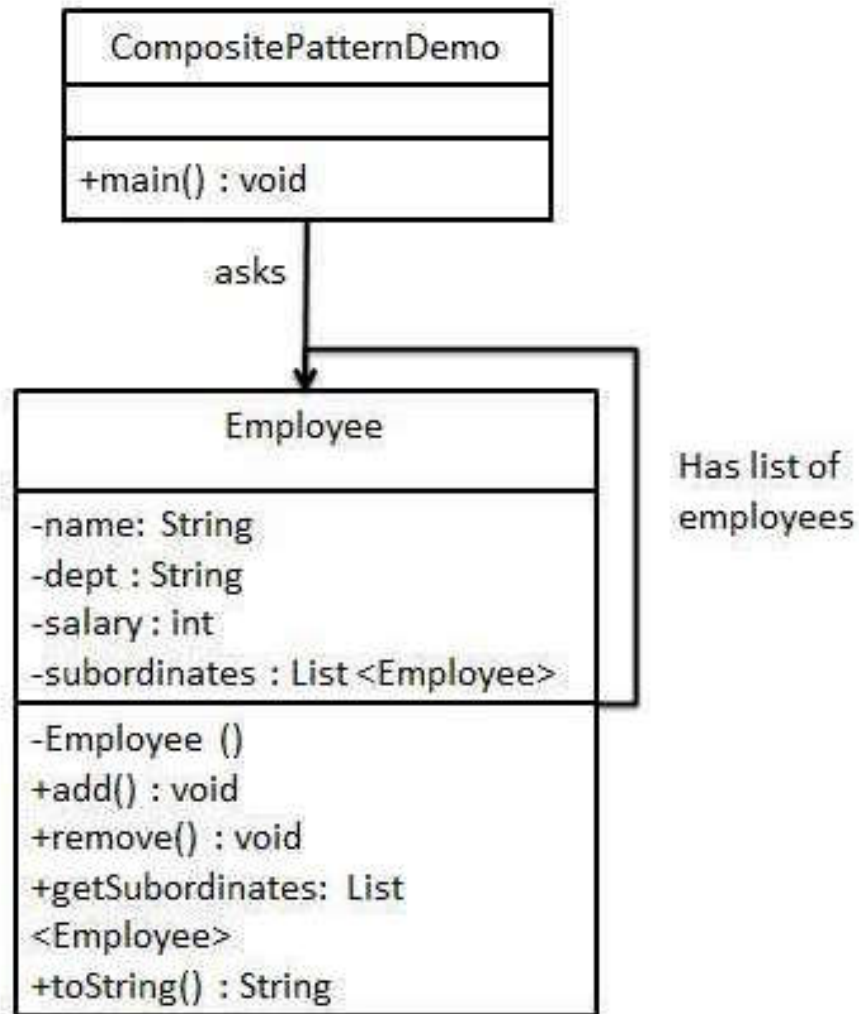 CompositePatternDemo
+main() : void
asks
Employee
-name: String
-dept : String
-salary : int
-subordinates : List <Employee>
-Employee ()
+add() : void
+remove() : void
+getSubordinates: List
<Employee>
+toString() : String
Has list of
employees